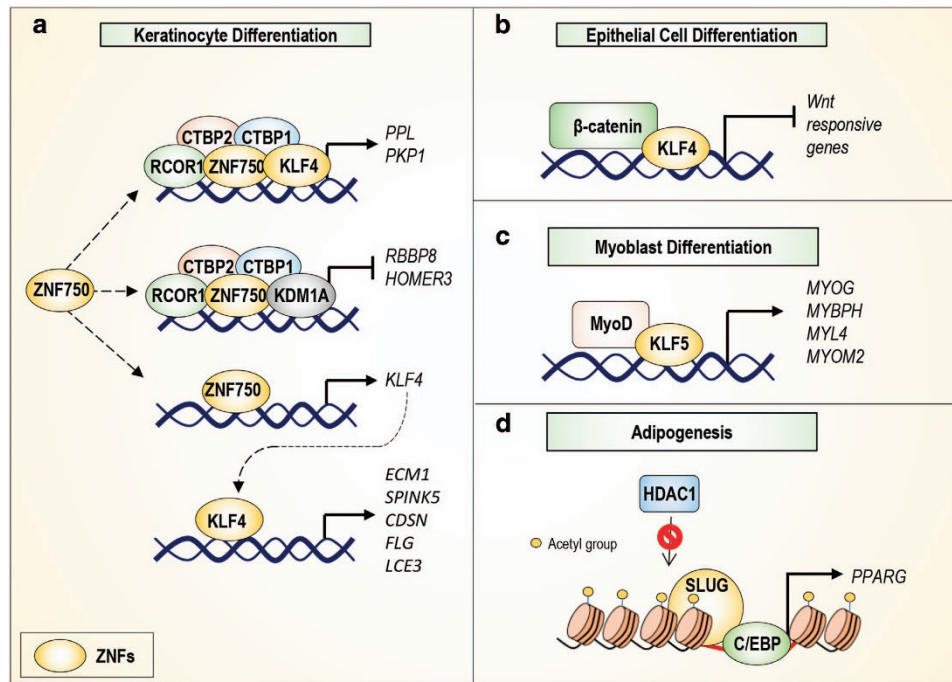 a
Keratinocyte Differentiation
CTBP2 CTBP1
RCOR1 ZNF750 KLF4
PPL
PKP1
ZNF750
CTBP2 CTBP1
RCOR1 ZNF750 KDM1A
RBBP8
HOMER3
ZNF750
KLF4
KLF4
ECM1
SPINK5
CDSN
FLG
LCE3
ZNFs
b
Epithelial Cell Differentiation
β-catenin
KLF4
Wnt
responsive
genes
c
Myoblast Differentiation
MyoD
KLF5
MYOG
MYBPH
MYL4
MYOM2
d
Adipogenesis
HDAC1
Acetyl group
SLUG
C/EBP
PPARG